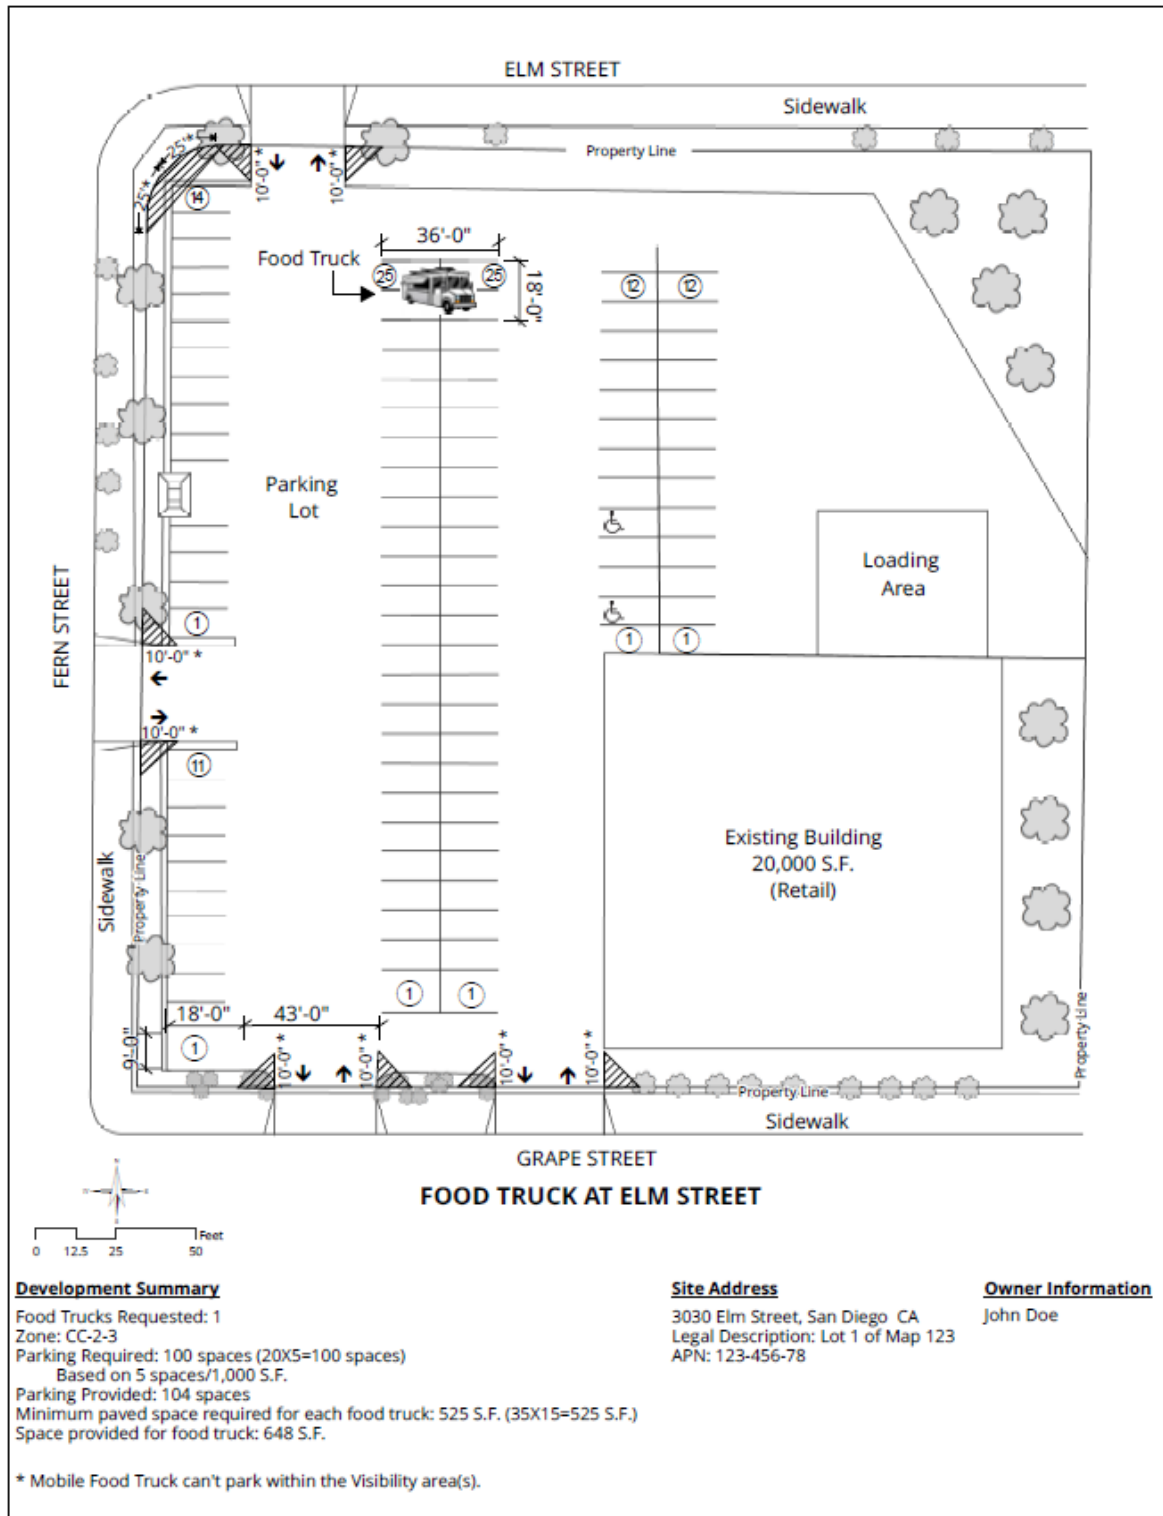 ELM STREET
Sidewalk
Property Line
25'*
25'*
10'-0" *
10'-0" *
14
36'-0"
Food Truck
25
25
18'-0"
12
12
Parking
Lot
Loading
Area
FERN STREET
1
1
1
10'-0" *
10'-0" *
11
Existing Building
20,000 S.F.
(Retail)
Sidewalk
Property Line
1
1
18'-0"
43'-0"
9'-0"
1
10'-0" *
10'-0" *
10'-0" *
10'-0" *
Property Line
Property Line
Sidewalk
GRAPE STREET
FOOD TRUCK AT ELM STREET
Feet
0 12.5 25 50
Development Summary
Food Trucks Requested: 1
Zone: CC-2-3
Parking Required: 100 spaces (20X5=100 spaces)
Based on 5 spaces/1,000 S.F.
Parking Provided: 104 spaces
Minimum paved space required for each food truck: 525 S.F. (35X15=525 S.F.)
Space provided for food truck: 648 S.F.
* Mobile Food Truck can't park within the Visibility area(s).
Site Address
3030 Elm Street, San Diego CA
Legal Description: Lot 1 of Map 123
APN: 123-456-78
Owner Information
John Doe